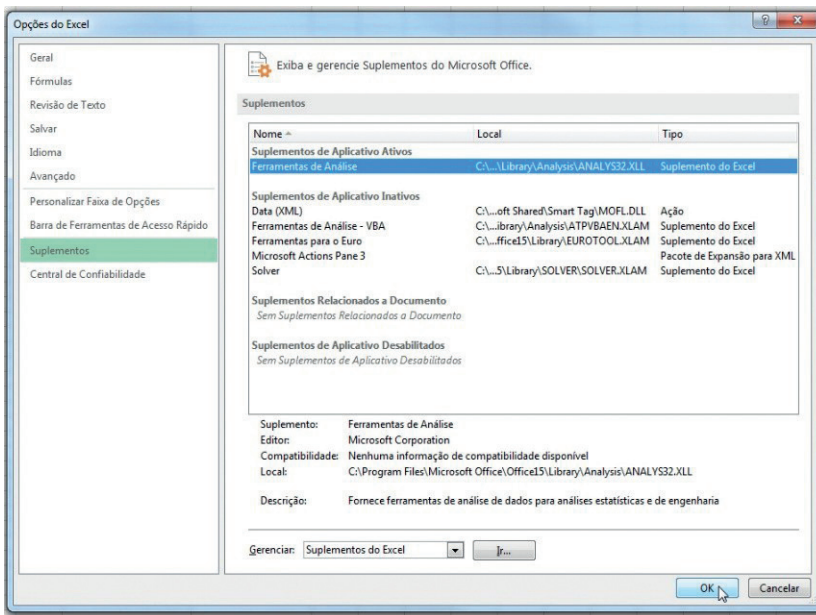 Opções do Excel
Geral
Fórmulas
Revisão de Texto
Salvar
Idioma
Avançado
Personalizar Faixa de Opções
Barra de Ferramentas de Acesso Rápido
Suplementos
Central de Confiabilidade
Exiba e gerencie Suplementos do Microsoft Office.
Suplementos
Nome Local Tipo
Suplementos de Aplicativo Ativos
Ferramentas de Análise C:\...\Library\Analysis\ANALYS32.XLL Suplemento do Excel
Suplementos de Aplicativo Inativos
Data (XML) C:\...oft Shared\Smart Tag\MOFL.DLL Ação
Ferramentas de Análise - VBA C:\...ibrary\Analysis\ATPVBAEN.XLAM Suplemento do Excel
Ferramentas para o Euro C:\...ffice15\Library\EUROTOOL.XLAM Suplemento do Excel
Microsoft Actions Pane 3 Pacote de Expansão para XML
Solver C:\...5\Library\SOLVER\SOLVER.XLAM Suplemento do Excel
Suplementos Relacionados a Documento
Sem Suplementos Relacionados a Documento
Suplementos de Aplicativo Desabilitados
Sem Suplementos de Aplicativo Desabilitados
Suplemento: Ferramentas de Análise
Editor: Microsoft Corporation
Compatibilidade: Nenhuma informação de compatibilidade disponível
Local: C:\Program Files\Microsoft Office\Office15\Library\Analysis\ANALYS32.XLL
Descrição: Fornece ferramentas de análise de dados para análises estatísticas e de engenharia
Gerenciar: Suplementos do Excel Ir...
OK Cancelar